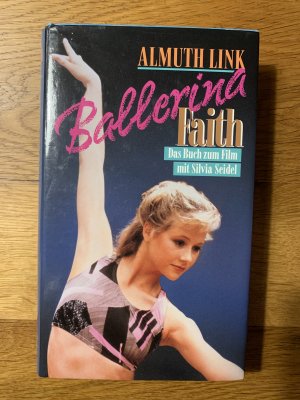 ALMUTH LINK
Ballerina
Faith
Das Buch zum Film
mit Silvia Seidel